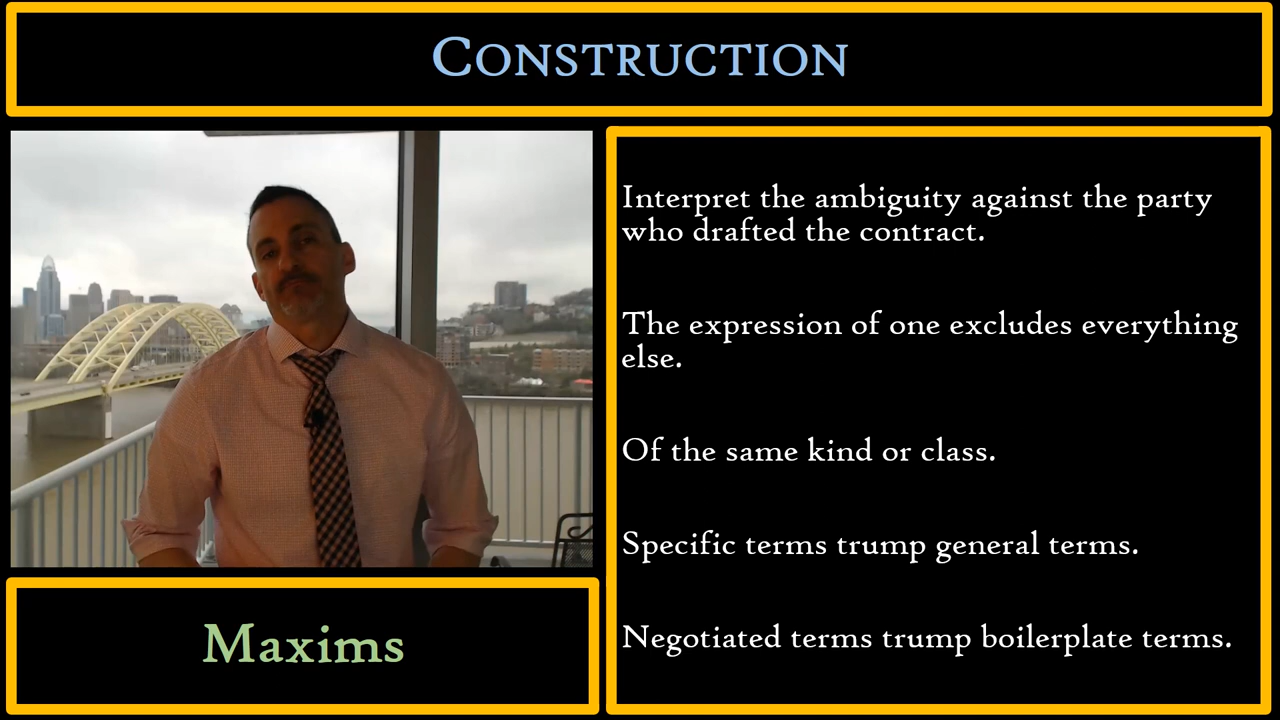 Construction
Interpret the ambiguity against the party
who drafted the contract.
The expression of one excludes everything
else.
Of the same kind or class.
Specific terms trump general terms.
Negotiated terms trump boilerplate terms.
Maxims